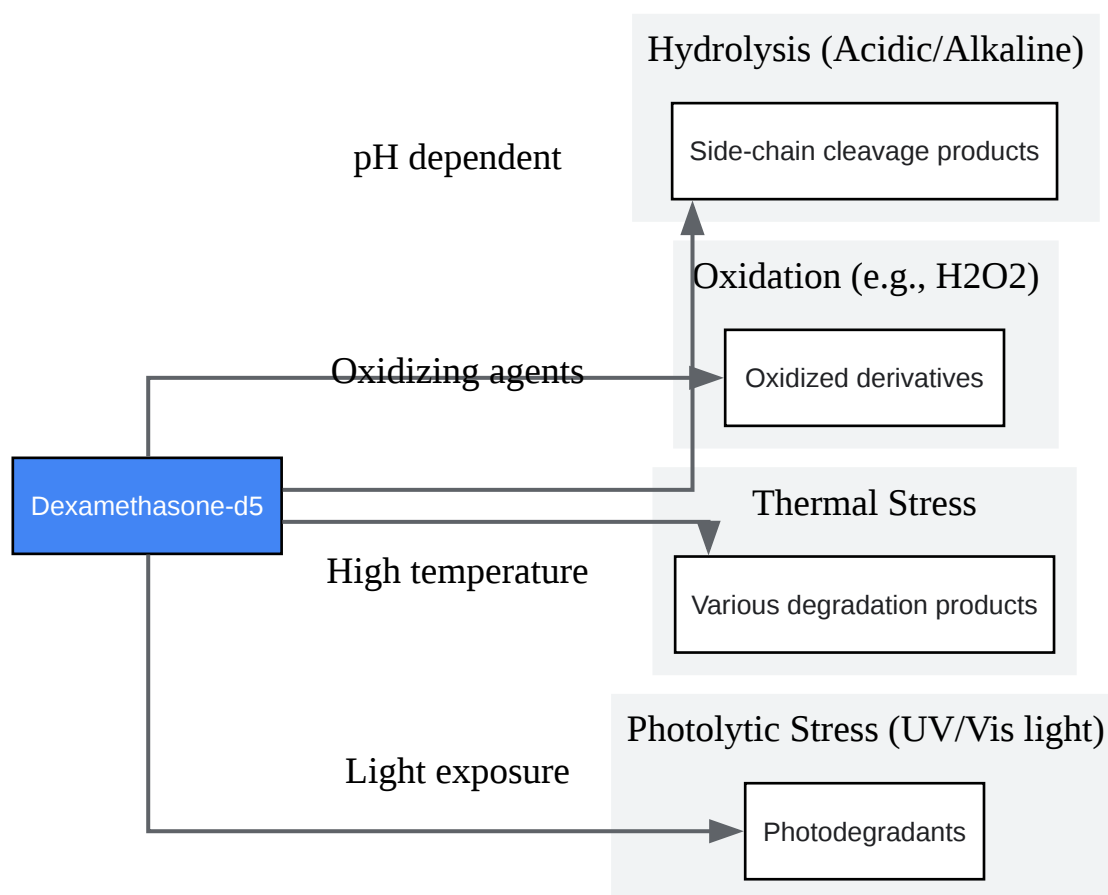 Hydrolysis (Acidic/Alkaline)
Side-chain cleavage products
pH dependent
Oxidation (e.g., H2O2)
Oxidizing agents
Oxidized derivatives
Dexamethasone-d5
Thermal Stress
High temperature
Various degradation products
Photolytic Stress (UV/Vis light)
Light exposure
Photodegradants